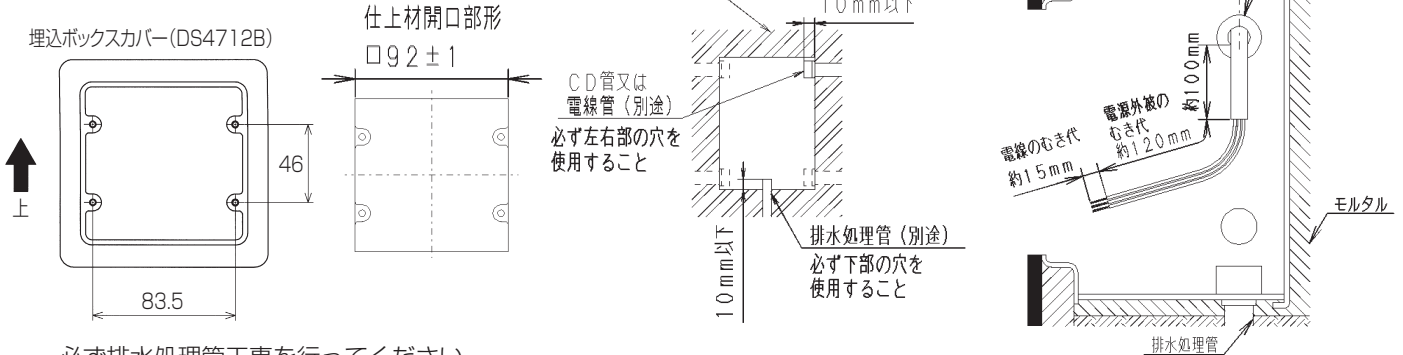 埋込ボックスカバー(DS4712B)
上
46
83.5
仕上材開口部形
□92±1
10mm以下
CD管又は
電線管(別途)
必ず左右部の穴を
使用すること
10mm以下
排水処理管(別途)
必ず下部の穴を
使用すること
約100mm
電源外被の
むき代
約120mm
電線のむき代
約15mm
モルタル
排水処理管
必ず排水処理管工事を行ってください